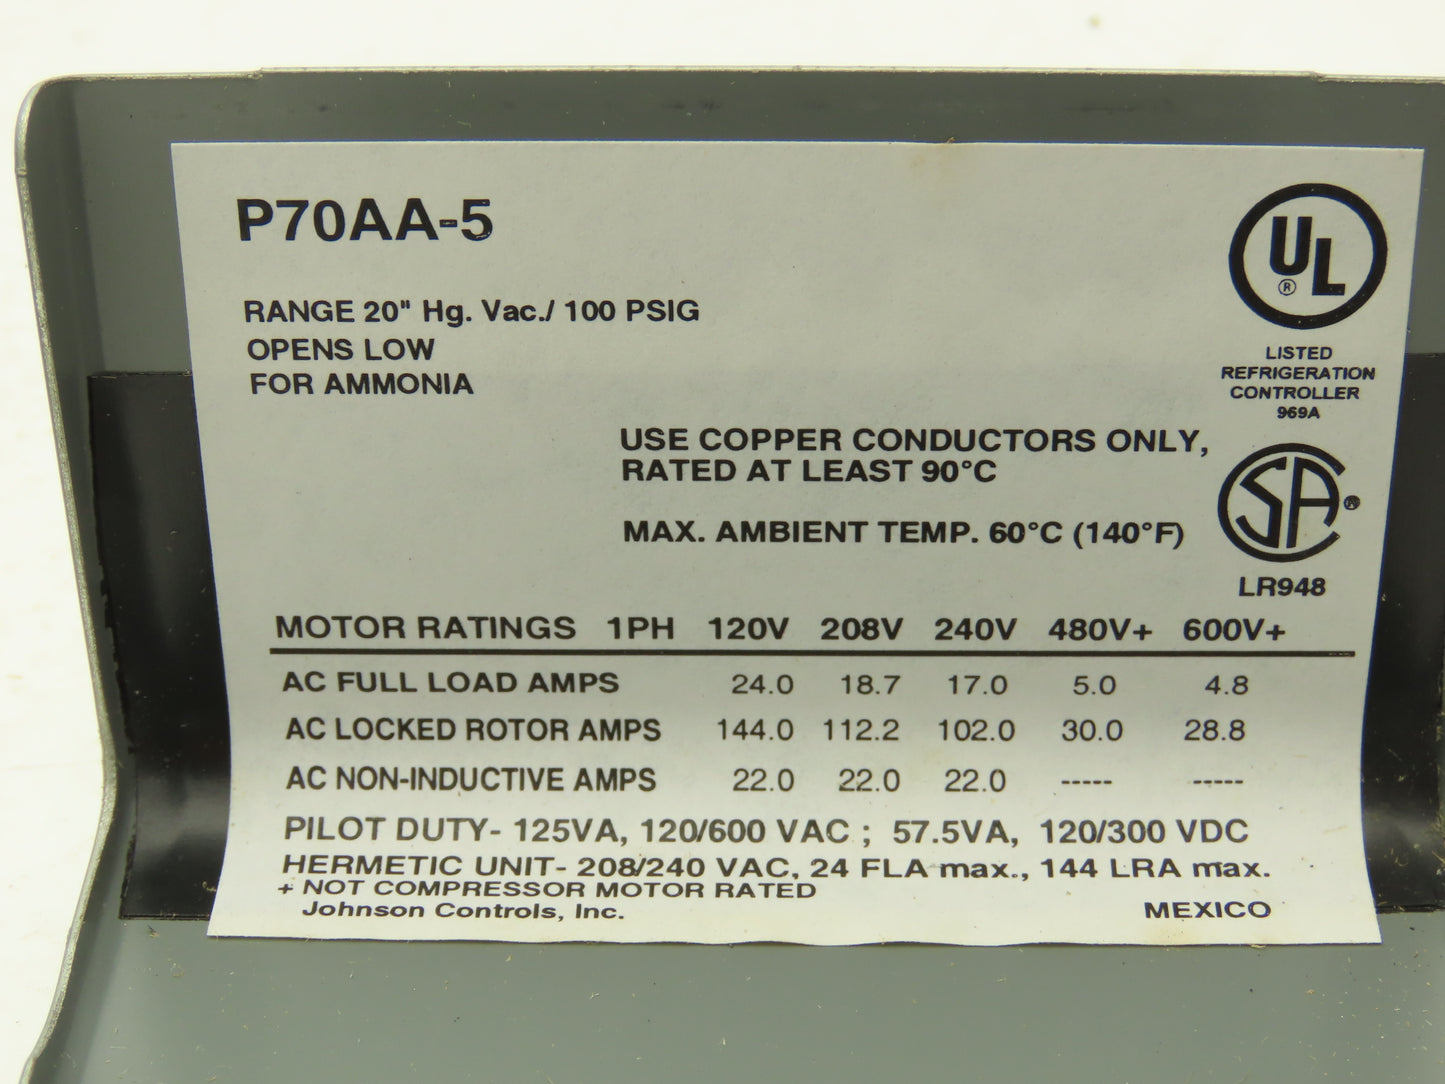 P70AA-5
RANGE 20" Hg. Vac./ 100 PSIG
OPENS LOW
FOR AMMONIA
UL
®
LISTED
REFRIGERATION
CONTROLLER
969A
USE COPPER CONDUCTORS ONLY,
RATED AT LEAST 90°C
MAX. AMBIENT TEMP. 60°C (140°F)
SA®
LR948
MOTOR RATINGS 1PH 120V 208V 240V 480V+ 600V+
AC FULL LOAD AMPS 24.0 18.7 17.0 5.0 4.8
AC LOCKED ROTOR AMPS 144.0 112.2 102.0 30.0 28.8
AC NON-INDUCTIVE AMPS 22.0 22.0 22.0 ----- -----
PILOT DUTY- 125VA, 120/600 VAC ; 57.5VA, 120/300 VDC
HERMETIC UNIT- 208/240 VAC, 24 FLA max., 144 LRA max.
+ NOT COMPRESSOR MOTOR RATED
Johnson Controls, Inc. MEXICO